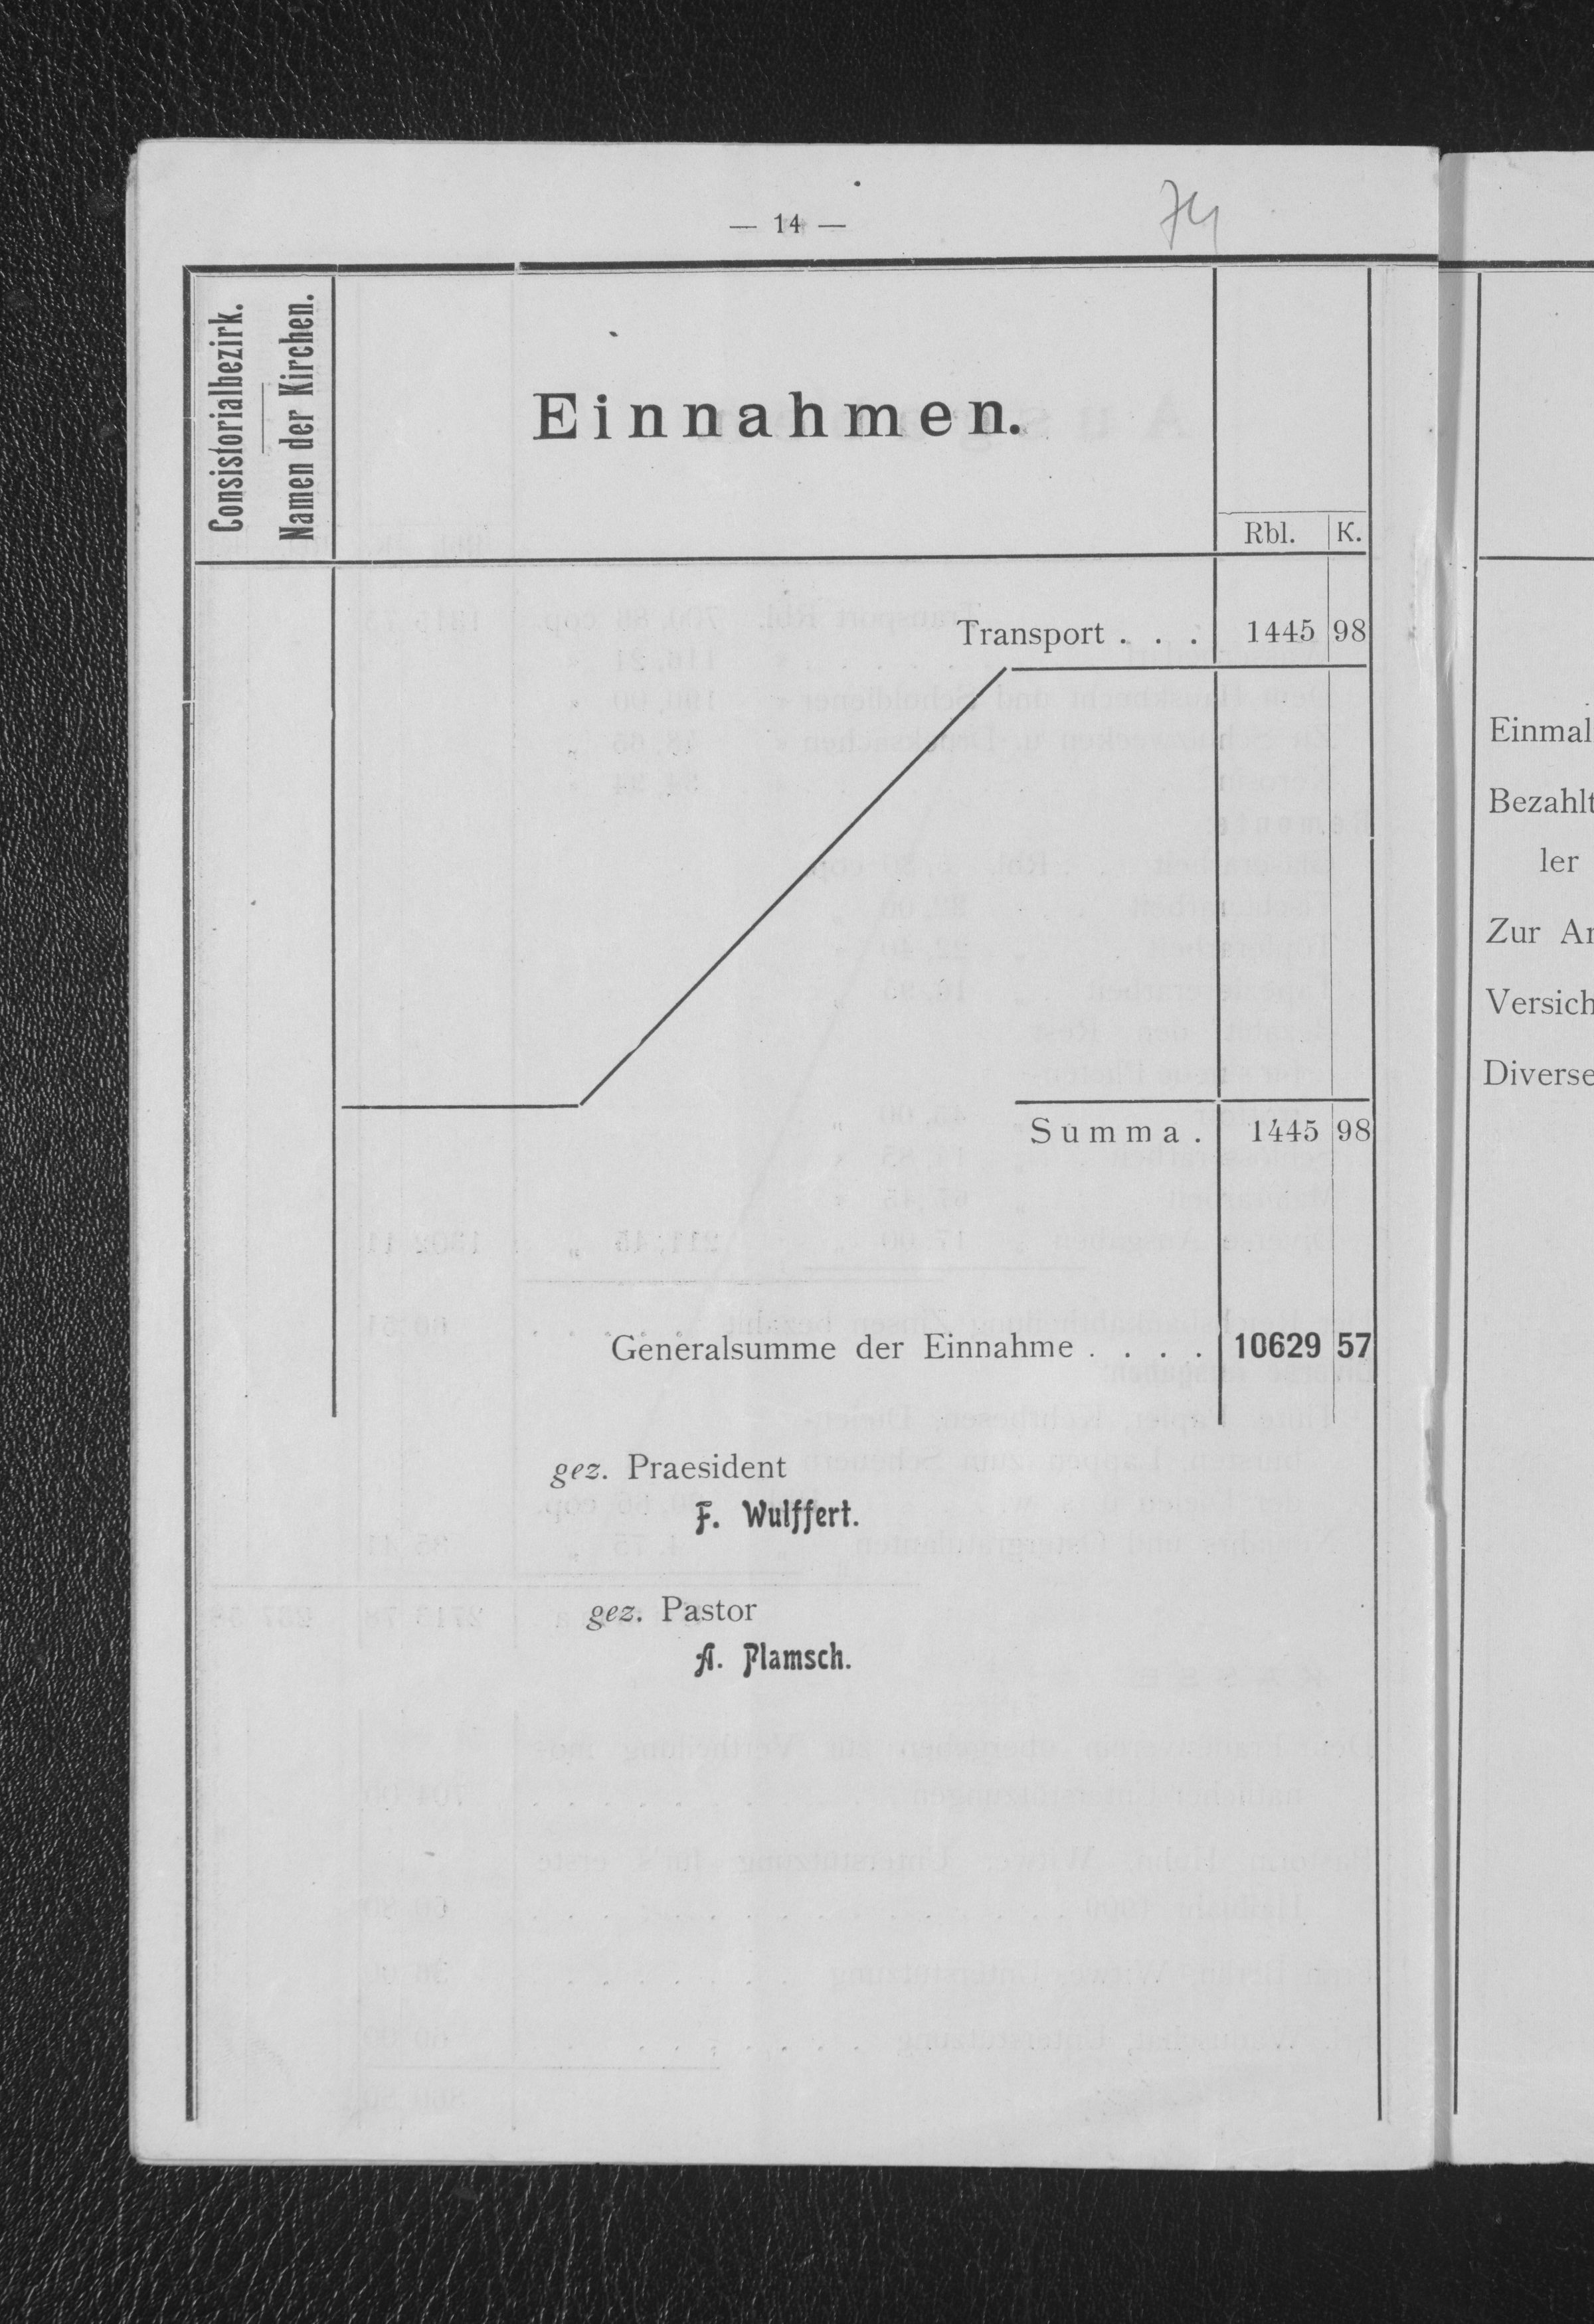 — 14 —
74
Consistorialbezirk.
Namen der Kirchen.
Einnahmen.
Rbl. K.
Transport . . . 1445 98
Summa . 1445 98
Generalsumme der Einnahme . . . . 10629 57
gez. Praesident
F. Wulffert.
gez. Pastor
A. Plamsch.
Einmal
Bezahlt
ler
Zur Ar
Versich
Diverse